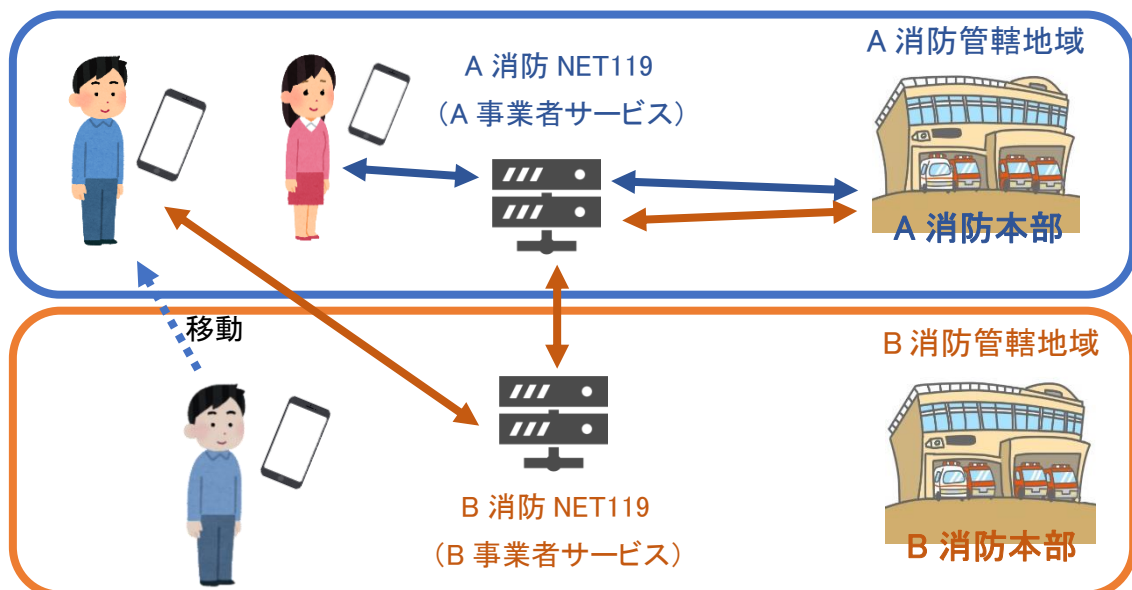 A 消防管轄地域
A 消防 NET119
（A 事業者サービス）
A 消防本部
移動
B 消防管轄地域
B 消防 NET119
（B 事業者サービス）
B 消防本部